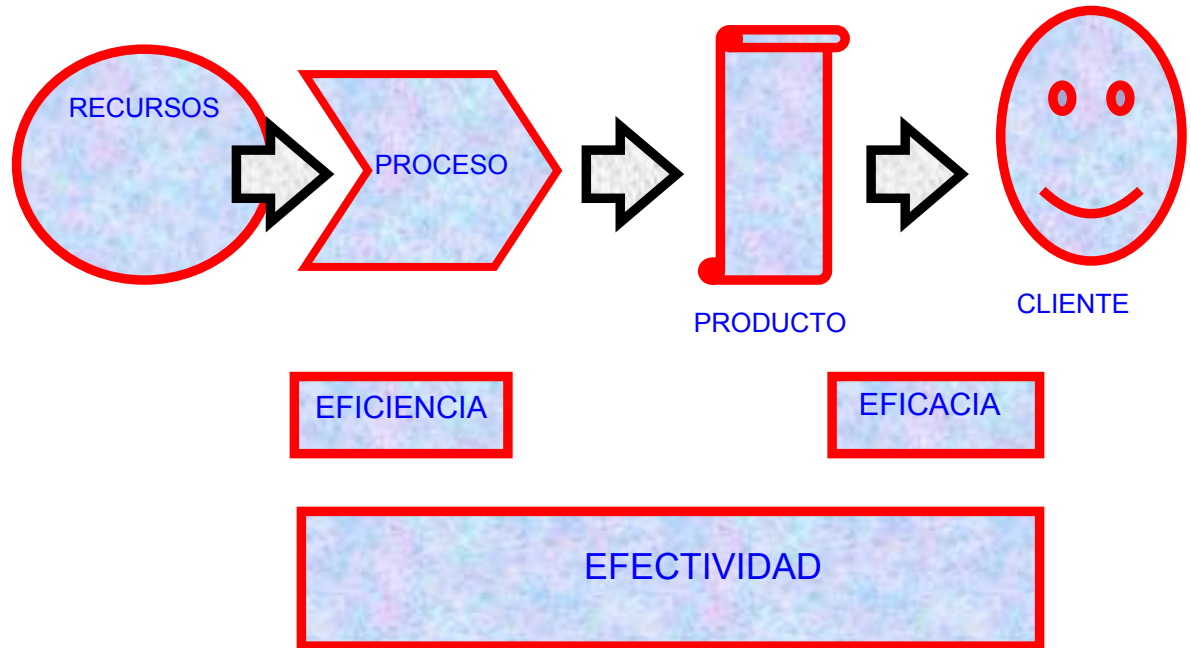 RECURSOS
PROCESO
PRODUCTO
CLIENTE
EFICIENCIA
EFICACIA
EFECTIVIDAD